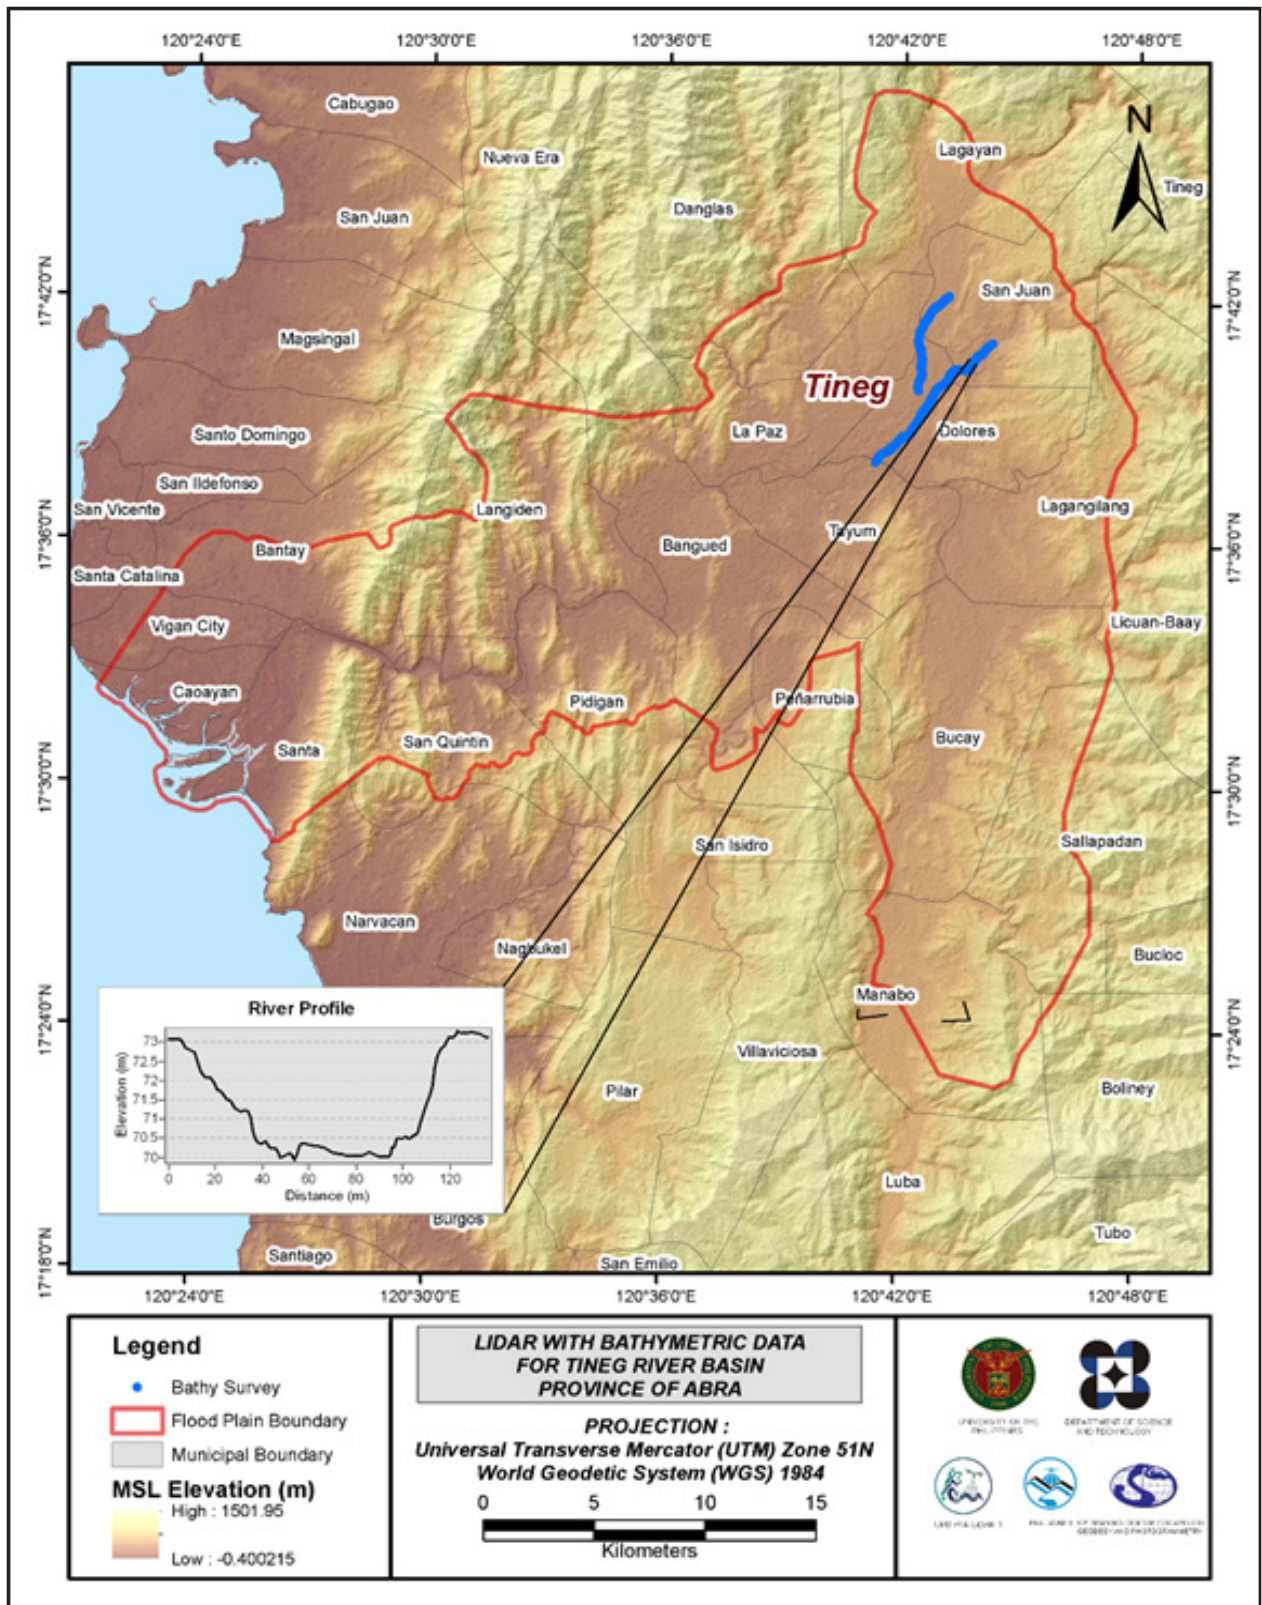 120°24'0"E 120°30'0"E 120°36'0"E 120°42'0"E 120°48'0"E
Cabugao
N
Lagayan
Nueva Era
Tineg
Danglas
San Juan
17°42'0"N
San Juan
17°42'0"N
Magsingal
Tineg
Santo Domingo
La Paz
Dolores
San Ildefonso
San Vicente
Langiden
Lagangilang
17°36'0"N
Bantay
Bangued
Tayum
17°36'0"N
Santa Catalina
Vigan City
Licuan-Baay
Caoayan
Pidigan
Peñarrubia
Santa
San Quintin
Bucay
17°30'0"N
17°30'0"N
San Isidro
Sallapadan
Narvacan
Nagbukel
Bucloc
Manabo
17°24'0"N
17°24'0"N
River Profile
Elevation (m)
73
72.5
72
71.5
71
70.5
70
0 20 40 60 80 100 120
Distance (m)
Villaviciosa
Pilar
Boliney
Luba
Burgos
Tubo
Santiago
San Emilio
17°18'0"N
120°24'0"E 120°30'0"E 120°36'0"E 120°42'0"E 120°48'0"E
Legend
Bathy Survey
Flood Plain Boundary
Municipal Boundary
MSL Elevation (m)
High : 1501.95
Low : -0.400215
LIDAR WITH BATHYMETRIC DATA
FOR TINEG RIVER BASIN
PROVINCE OF ABRA
PROJECTION :
Universal Transverse Mercator (UTM) Zone 51N
World Geodetic System (WGS) 1984
0 5 10 15
Kilometers
UNIVERSITY OF THE
PHILIPPINES
DEPARTMENT OF SCIENCE
AND TECHNOLOGY